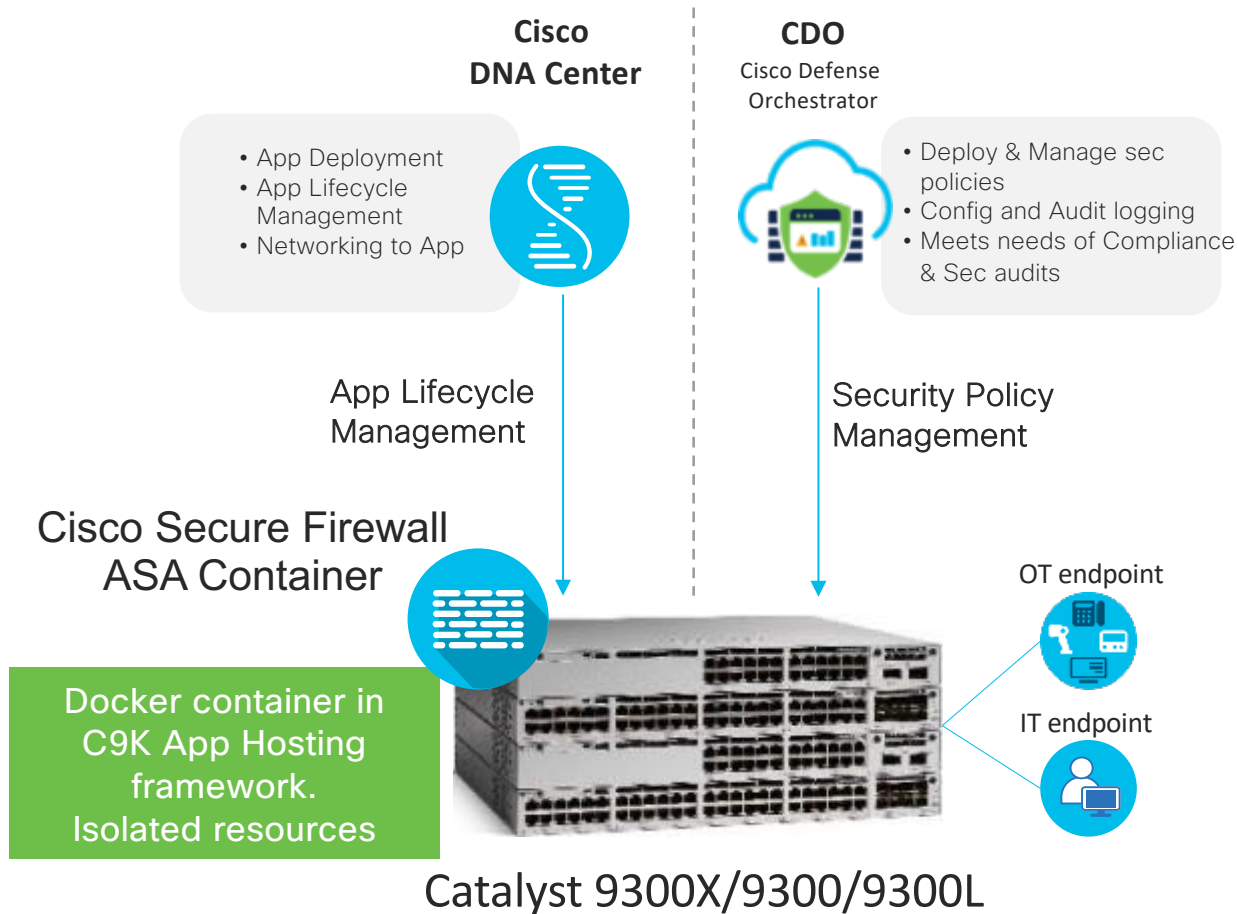 Cisco
DNA Center
CDO
Cisco Defense
Orchestrator
• App Deployment
• App Lifecycle
Management
• Networking to App
• Deploy & Manage sec
policies
• Config and Audit logging
• Meets needs of Compliance
& Sec audits
App Lifecycle
Management
Security Policy
Management
Cisco Secure Firewall
ASA Container
Docker container in
C9K App Hosting
framework.
Isolated resources
OT endpoint
IT endpoint
Catalyst 9300X/9300/9300L